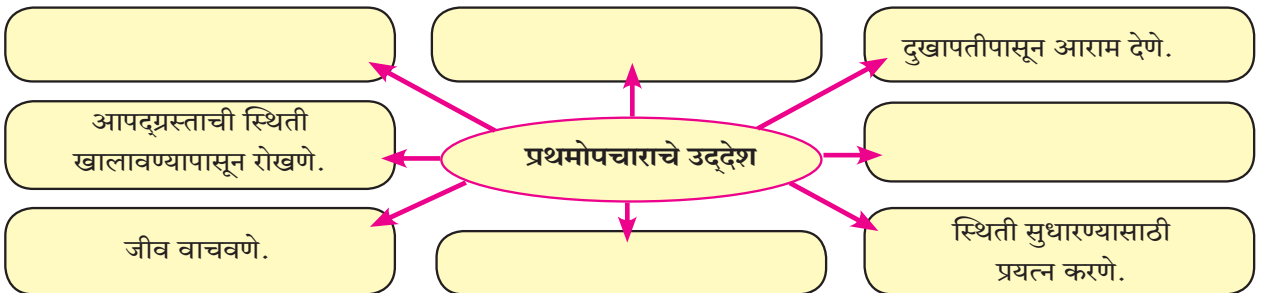 दुखापतीपासून आराम देणे.
आपद्ग्रस्ताची स्थिती
खालावण्यापासून रोखणे.
प्रथमोपचाराचे उद्देश
जीव वाचवणे.
स्थिती सुधारण्यासाठी
प्रयत्न करणे.